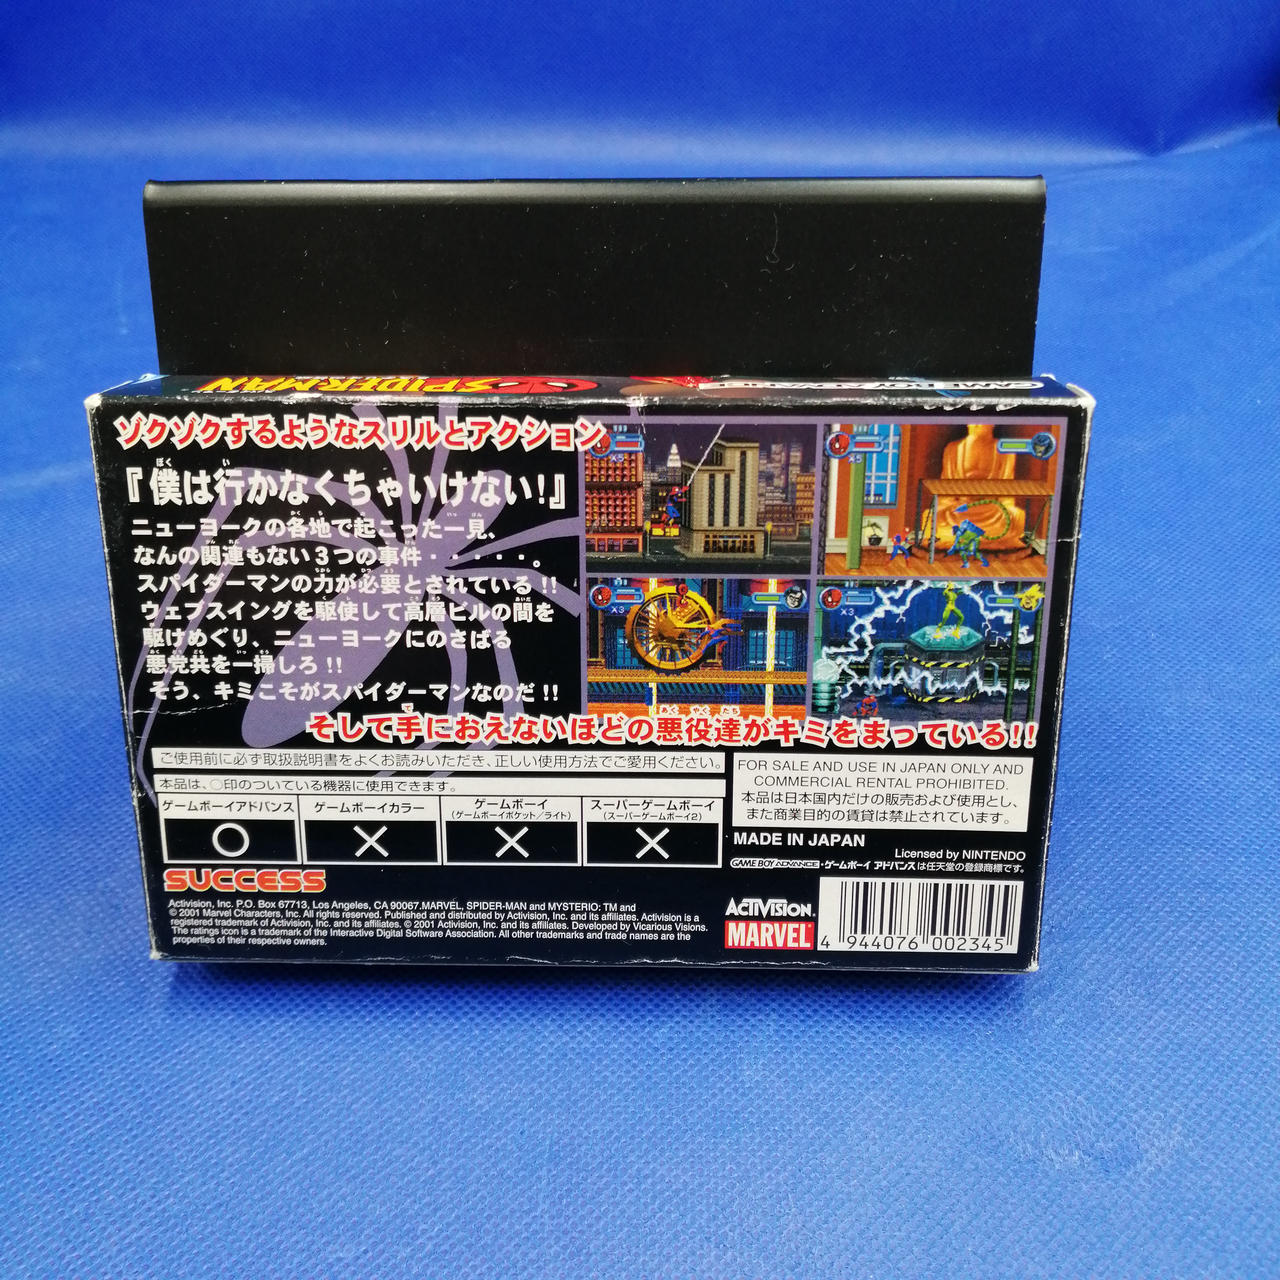 SPIDER-MAN
GAME BOY ADVANCE
ゾクゾクするようなスリルとアクション
『僕は行かなくちゃいけない!』
ニューヨークの各地で起こった一見、
なんの関連もない3つの事件・・・・・。
スパイダーマンの力が必要とされている!!
ウェブスイングを駆使して高層ビルの間を
駆けめぐり、ニューヨークにのさばる
悪党共を一掃しろ!!
そう、キミこそがスパイダーマンなのだ!!
X5
X5
X3
X3
そして手におえないほどの悪役達がキミをまっている!!
ご使用前に必ず取扱説明書をよくお読みいただき、正しい使用方法でご愛用ください。
本品は、○印のついている機器に使用できます。
ゲームボーイアドバンス
ゲームボーイカラー
ゲームボーイ
(ゲームボーイポケット/ライト)
スーパーゲームボーイ
(スーパーゲームボーイ2)
○
×
×
×
FOR SALE AND USE IN JAPAN ONLY AND
COMMERCIAL RENTAL PROHIBITED.
本品は日本国内だけの販売および使用とし、
また商業目的の賃貸は禁止されています。
MADE IN JAPAN
Licensed by NINTENDO
GAME BOY ADVANCE・ゲームボーイ アドバンスは任天堂の登録商標です。
SUCCESS
Activision, Inc. P.O. Box 67713, Los Angeles, CA 90067.MARVEL, SPIDER-MAN and MYSTERIO: TM and
© 2001 Marvel Characters, Inc. All rights reserved. Published and distributed by Activision, Inc. and its affiliates. Activision is a
registered trademark of Activision, Inc. and its affiliates. © 2001 Activision, Inc. and its affiliates. Developed by Vicarious Visions.
The ratings icon is a trademark of the Interactive Digital Software Association. All other trademarks and trade names are the
properties of their respective owners.
ACTIVISION.
MARVEL
4 944076 002345